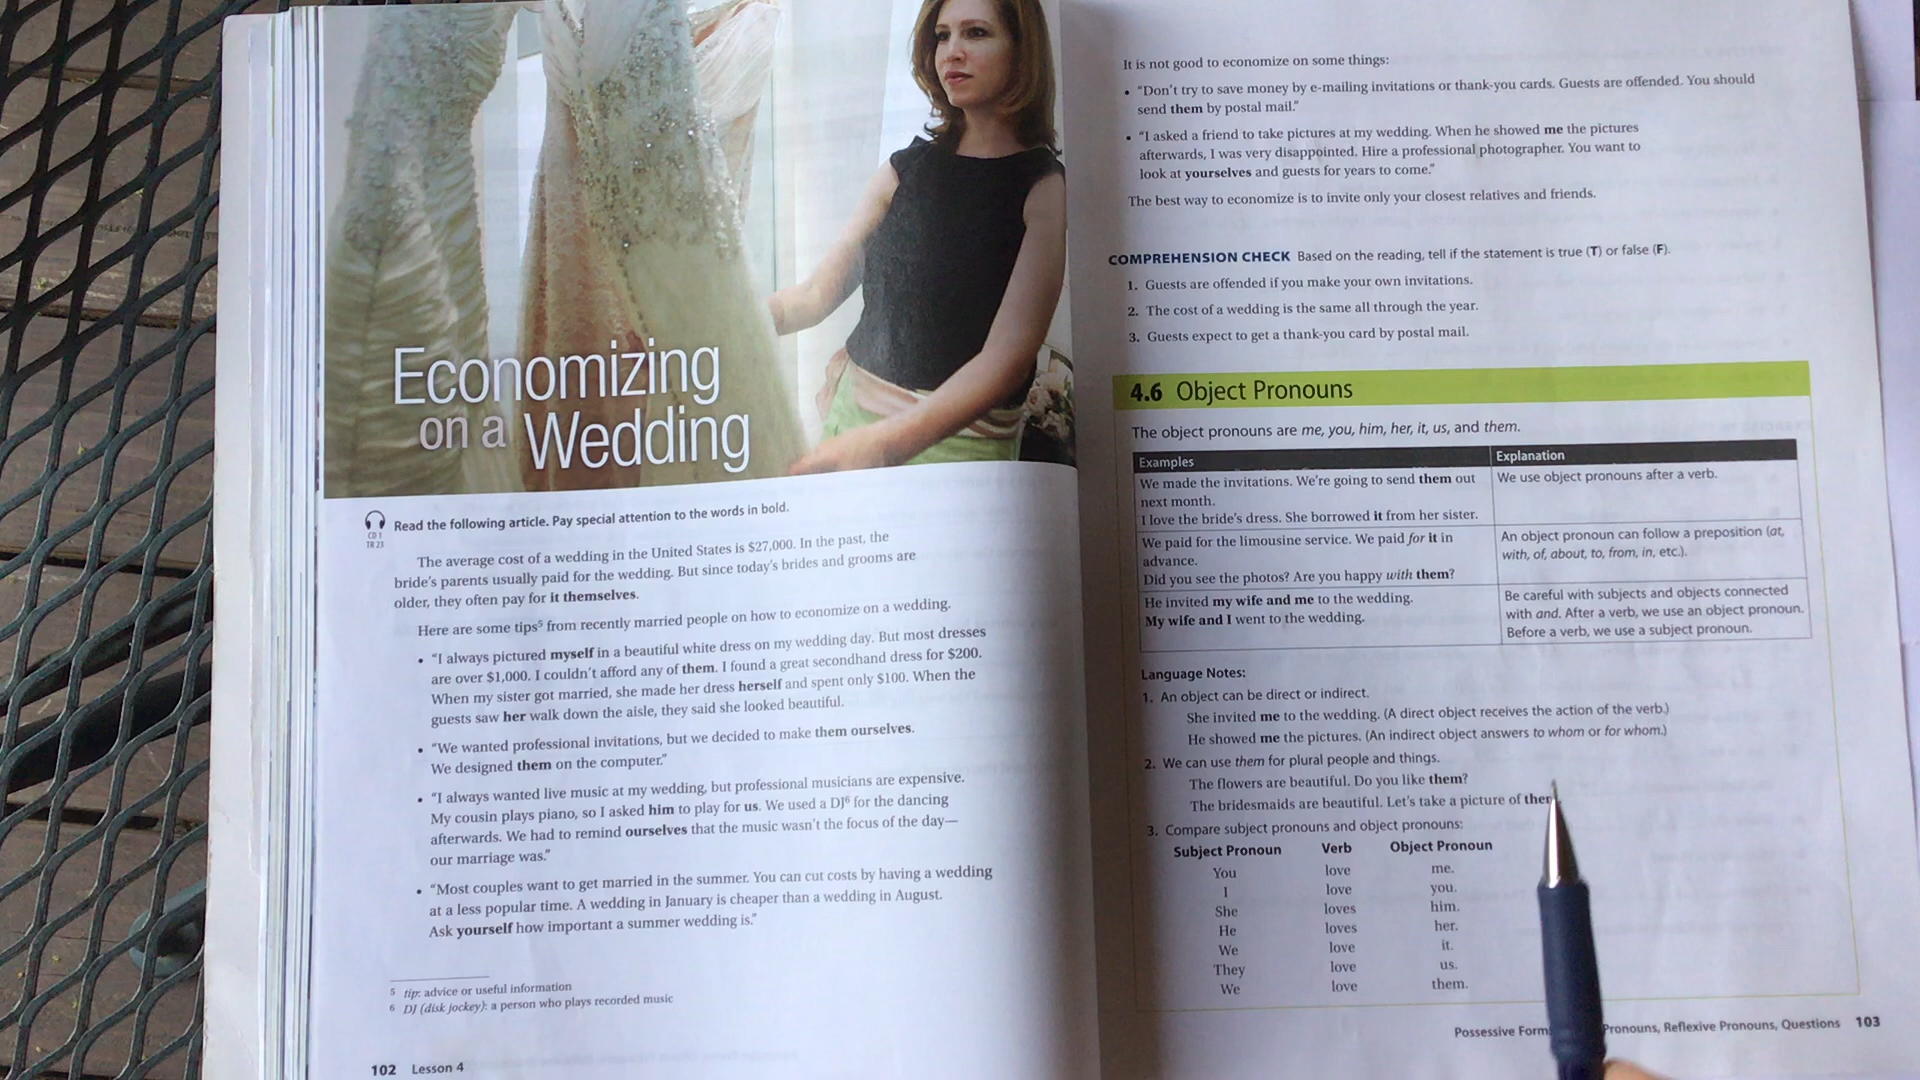 Economizing
on a Wedding
CD 1
TR 23
Read the following article. Pay special attention to the words in bold.
The average cost of a wedding in the United States is $27,000. In the past, the
bride's parents usually paid for the wedding. But since today's brides and grooms are
older, they often pay for it themselves.
Here are some tips⁵ from recently married people on how to economize on a wedding.
• "I always pictured myself in a beautiful white dress on my wedding day. But most dresses
are over $1,000. I couldn't afford any of them. I found a great secondhand dress for $200.
When my sister got married, she made her dress herself and spent only $100. When the
guests saw her walk down the aisle, they said she looked beautiful.
• "We wanted professional invitations, but we decided to make them ourselves.
We designed them on the computer."
• "I always wanted live music at my wedding, but professional musicians are expensive.
My cousin plays piano, so I asked him to play for us. We used a DJ⁶ for the dancing
afterwards. We had to remind ourselves that the music wasn't the focus of the day—
our marriage was."
• "Most couples want to get married in the summer. You can cut costs by having a wedding
at a less popular time. A wedding in January is cheaper than a wedding in August.
Ask yourself how important a summer wedding is."
5 tip: advice or useful information
6 DJ (disk jockey): a person who plays recorded music
102 Lesson 4
It is not good to economize on some things:
• "Don't try to save money by e-mailing invitations or thank-you cards. Guests are offended. You should
send them by postal mail."
• "I asked a friend to take pictures at my wedding. When he showed me the pictures
afterwards, I was very disappointed. Hire a professional photographer. You want to
look at yourselves and guests for years to come."
The best way to economize is to invite only your closest relatives and friends.
COMPREHENSION CHECK Based on the reading, tell if the statement is true (T) or false (F).
1. Guests are offended if you make your own invitations.
2. The cost of a wedding is the same all through the year.
3. Guests expect to get a thank-you card by postal mail.
4.6 Object Pronouns
The object pronouns are me, you, him, her, it, us, and them.
Examples Explanation
We made the invitations. We're going to send them out
next month.
I love the bride's dress. She borrowed it from her sister.
We use object pronouns after a verb.
We paid for the limousine service. We paid for it in
advance.
Did you see the photos? Are you happy with them?
An object pronoun can follow a preposition (at,
with, of, about, to, from, in, etc.).
He invited my wife and me to the wedding.
My wife and I went to the wedding.
Be careful with subjects and objects connected
with and. After a verb, we use an object pronoun.
Before a verb, we use a subject pronoun.
Language Notes:
1. An object can be direct or indirect.
She invited me to the wedding. (A direct object receives the action of the verb.)
He showed me the pictures. (An indirect object answers to whom or for whom.)
2. We can use them for plural people and things.
The flowers are beautiful. Do you like them?
The bridesmaids are beautiful. Let's take a picture of
3. Compare subject pronouns and object pronouns:
Subject Pronoun Verb Object Pronoun
You love me.
I love you.
She loves him.
He loves her.
We love it.
They love us.
We love them.
Possessive Pronouns, Reflexive Pronouns, Questions 103